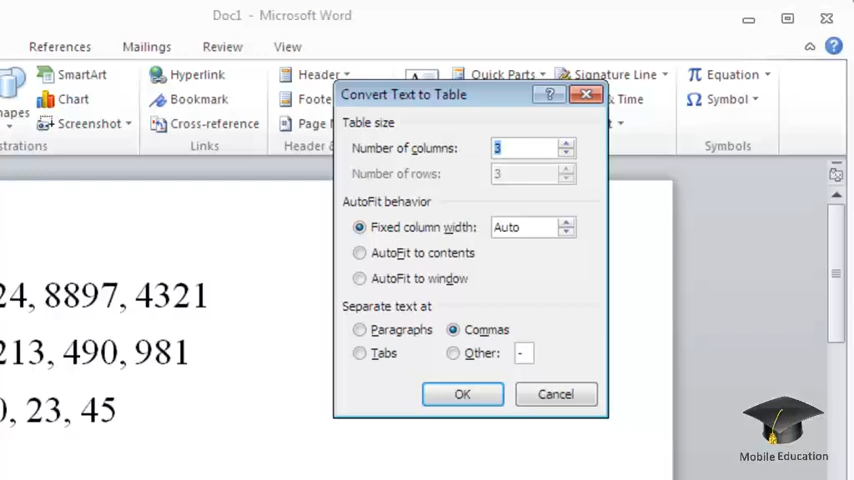 Doc1 - Microsoft Word
References Mailings Review View
SmartArt Hyperlink Header Quick Parts Signature Line Equation
Chart Bookmark & Time Symbol
Screenshot Cross-reference
Links Header & Symbols
Convert Text to Table
Table size
Number of columns: 3
Number of rows: 3
AutoFit behavior
Fixed column width: Auto
AutoFit to contents
AutoFit to window
Separate text at
Paragraphs Commas
Tabs Other: -
OK Cancel
24, 8897, 4321
213, 490, 981
0, 23, 45
Mobile Education